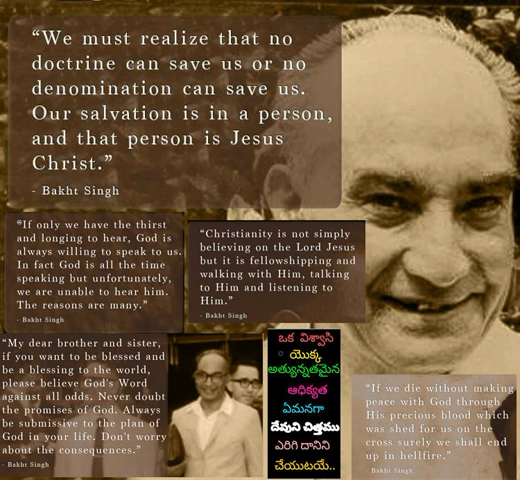 “We must realize that no
doctrine can save us or no
denomination can save us.
Our salvation is in a person,
and that person is Jesus
Christ.”
- Bakht Singh
“If only we have the thirst
and longing to hear, God is
always willing to speak to us.
In fact God is all the time
speaking but unfortunately,
we are unable to hear him.
The reasons are many.”
- Bakht Singh
“Christianity is not simply
believing on the Lord Jesus
but it is fellowshipping and
walking with Him, talking
to Him and listening to
Him.”
- Bakht Singh
“My dear brother and sister,
if you want to be blessed and
be a blessing to the world,
please believe God's Word
against all odds. Never doubt
the promises of God. Always
be submissive to the plan of
God in your life. Don't worry
about the consequences.”
- Bakht Singh
ఒక విశ్వాసి
యొక్క
అత్యున్నతమైన
ఆధిక్యత
ఏమనగా
దేవుని చిత్తము
ఎరిగి దానిని
చేయుటయే..
“If we die without making
peace with God through
His precious blood which
was shed for us on the
cross surely we shall end
up in hellfire.”
- Bakht Singh